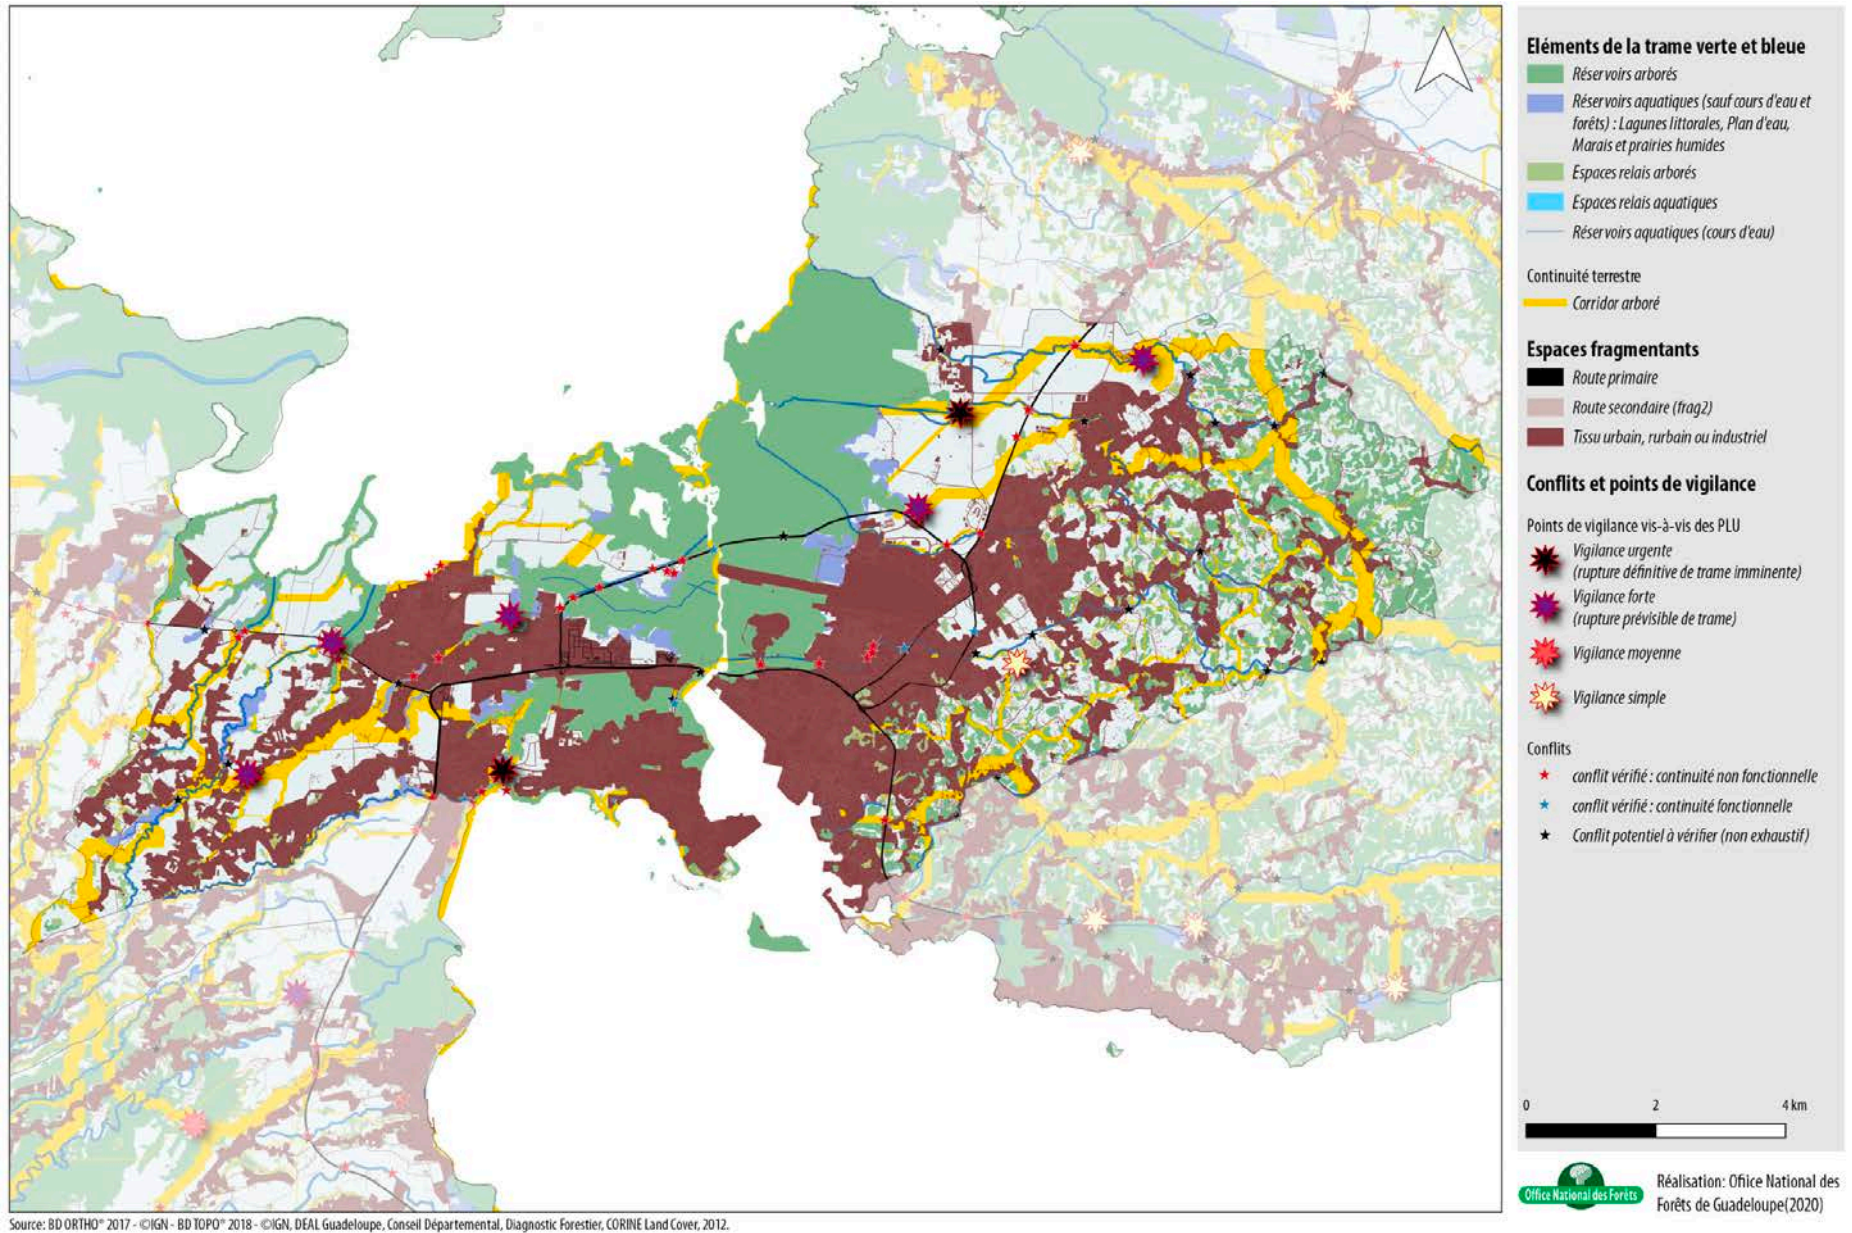 Eléments de la trame verte et bleue
Réservoirs arborés
Réservoirs aquatiques (sauf cours d'eau et
forêts) : Lagunes littorales, Plan d'eau,
Marais et prairies humides
Espaces relais arborés
Espaces relais aquatiques
Réservoirs aquatiques (cours d'eau)
Continuité terrestre
Corridor arboré
Espaces fragmentants
Route primaire
Route secondaire (frag2)
Tissu urbain, rurbain ou industriel
Conflits et points de vigilance
Points de vigilance vis-à-vis des PLU
Vigilance urgente
(rupture définitive de trame imminente)
Vigilance forte
(rupture prévisible de trame)
Vigilance moyenne
Vigilance simple
Conflits
conflit vérifié : continuité non fonctionnelle
conflit vérifié : continuité fonctionnelle
Conflit potentiel à vérifier (non exhaustif)
0 2 4 km
Office National des Forêts
Réalisation: Office National des
Forêts de Guadeloupe(2020)
Source: BD ORTHO® 2017 - ©IGN - BD TOPO® 2018 - ©IGN, DEAL Guadeloupe, Conseil Départemental, Diagnostic Forestier, CORINE Land Cover, 2012.